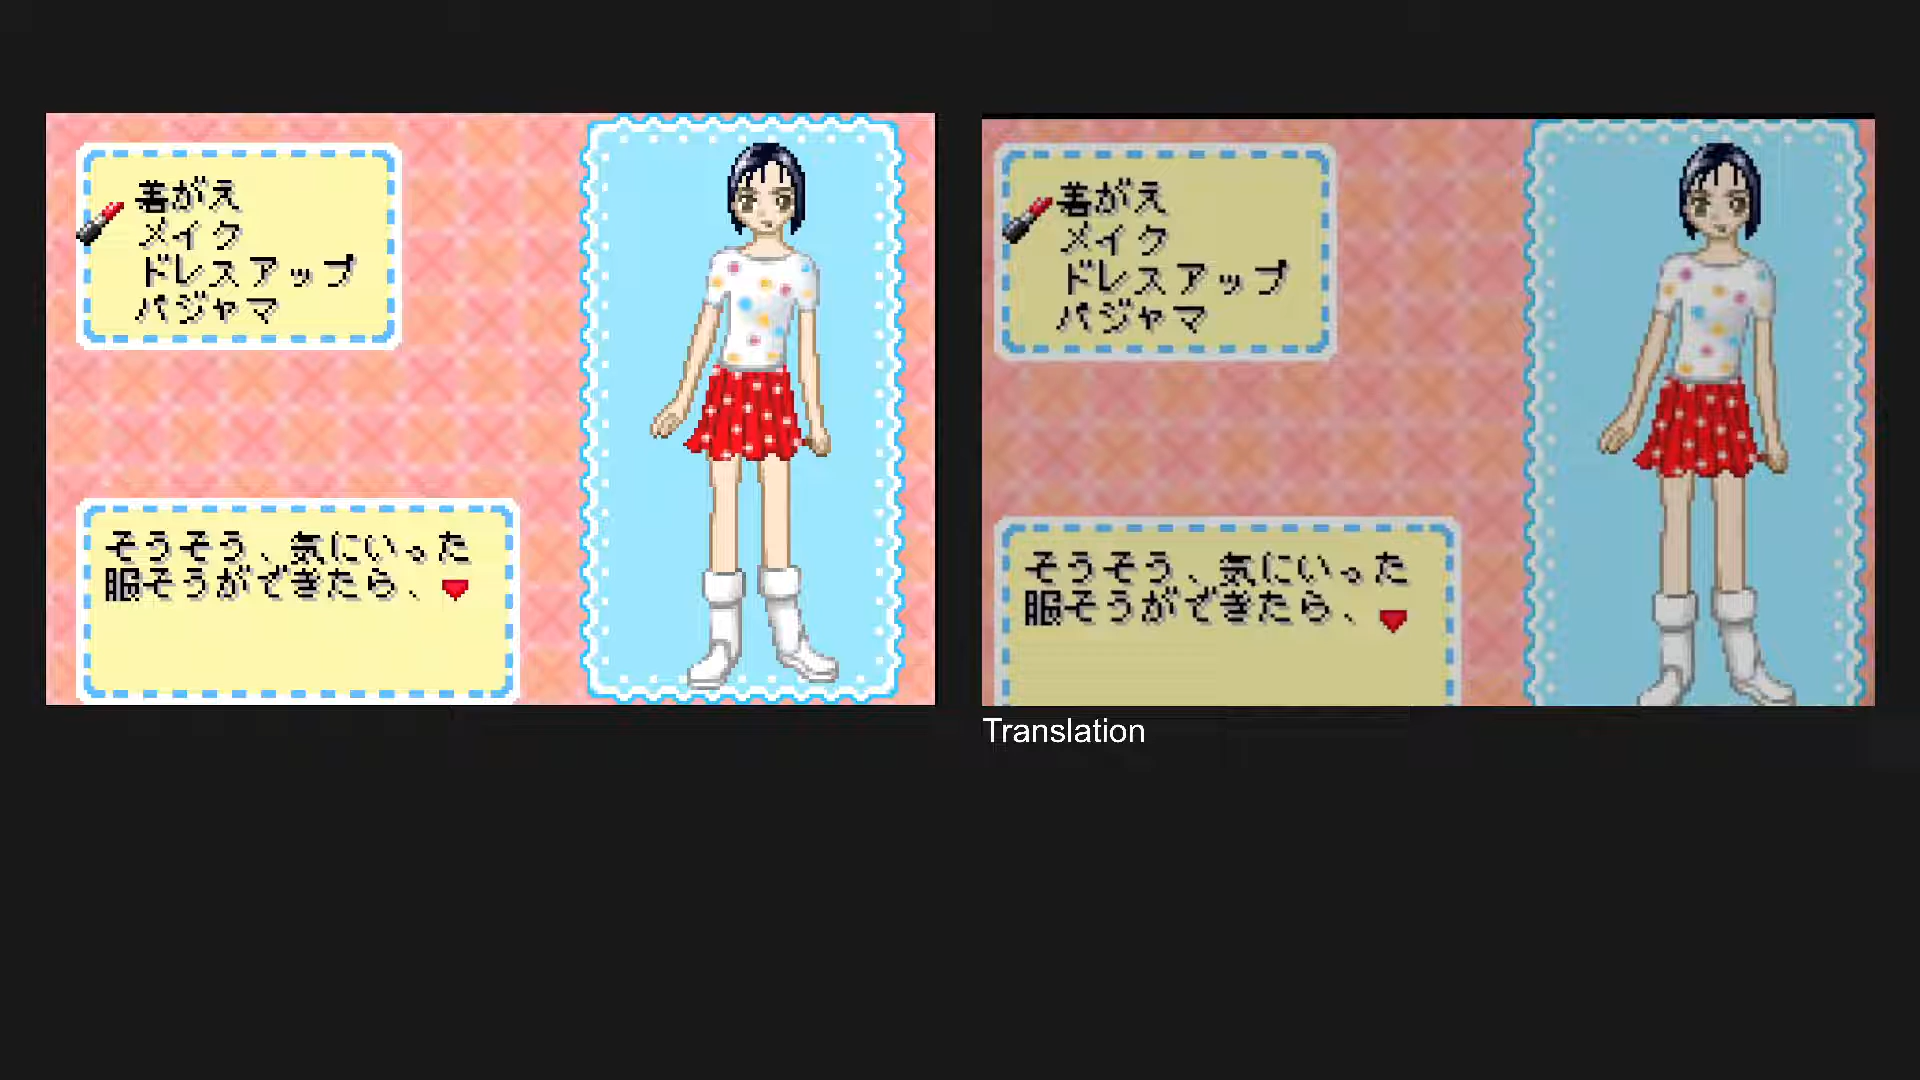 着がえ
メイク
ドレスアップ
パジャマ
そうそう、気にいった
服そうができたら、
着がえ
メイク
ドレスアップ
パジャマ
そうそう、気にいった
服そうができたら、
Translation